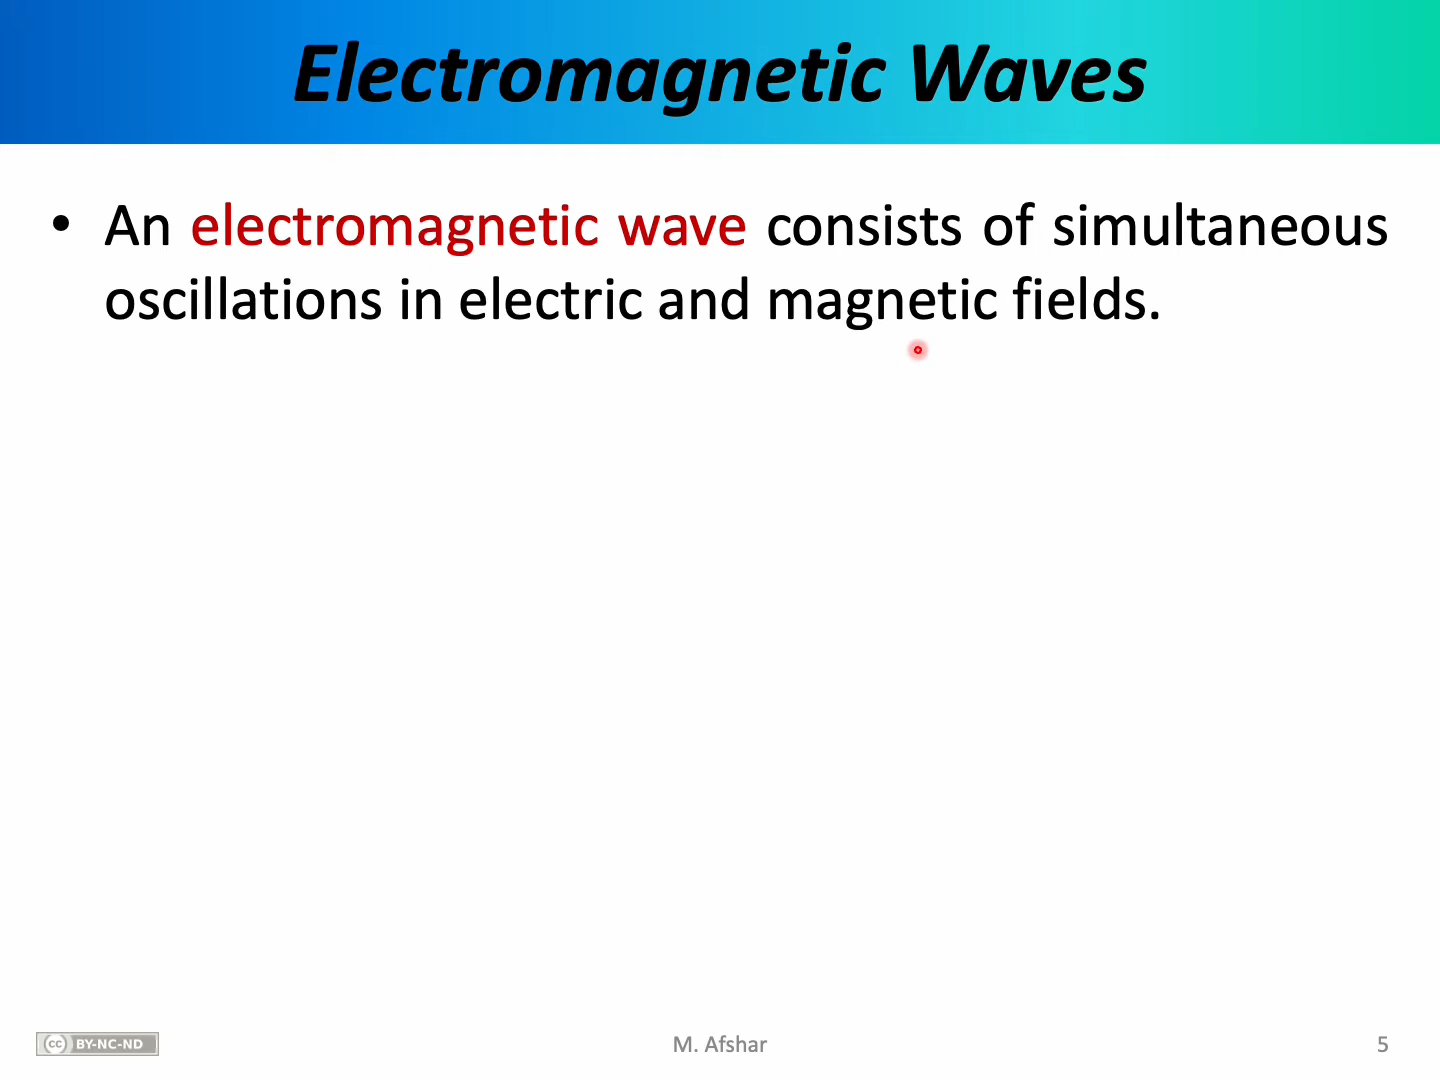 Electromagnetic Waves
• An electromagnetic wave consists of simultaneous
oscillations in electric and magnetic fields.
cc BY-NC-ND
M. Afshar
5